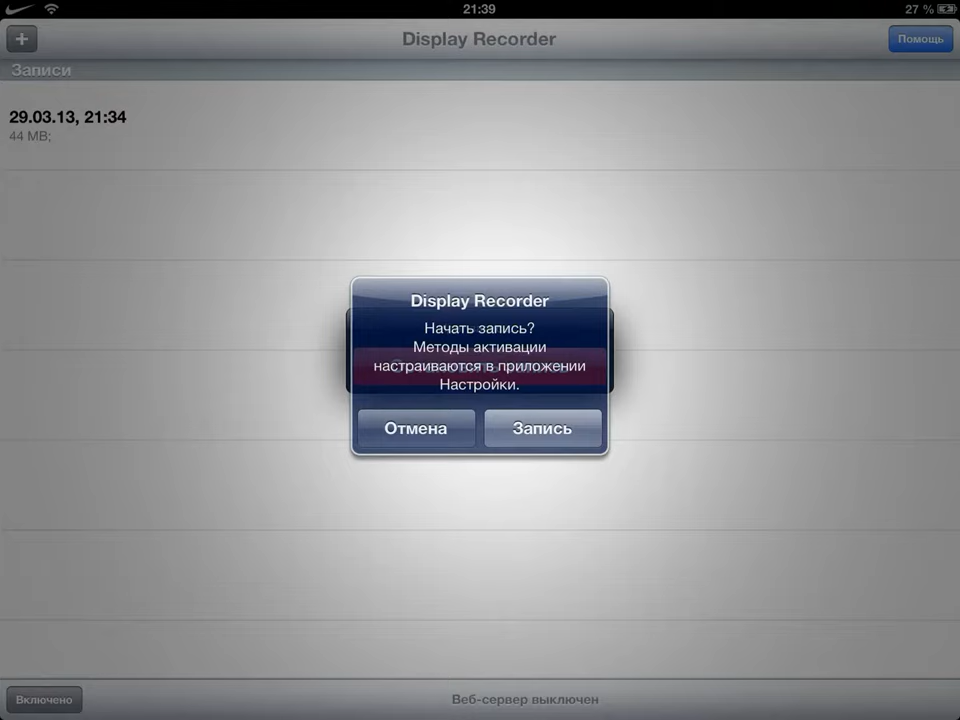 21:39
27 %
Display Recorder
Помощь
Записи
29.03.13, 21:34
44 MB;
Display Recorder
Начать запись?
Методы активации
настраиваются в приложении
Настройки.
Отмена
Запись
Включено
Веб-сервер выключен